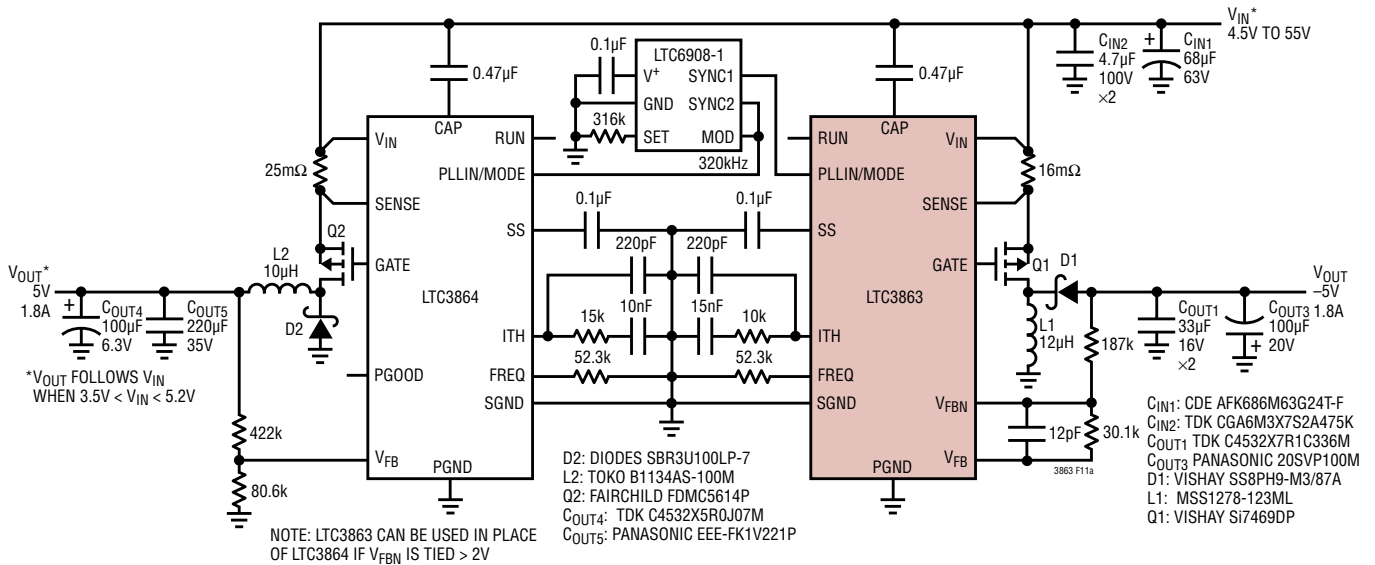 VIN*
4.5V TO 55V
CIN2
4.7µF
100V
×2
+
CIN1
68µF
63V
0.47µF
0.1µF
LTC6908-1
V+
SYNC1
GND
SYNC2
316k
SET
MOD
320kHz
0.47µF
CAP
VIN
RUN
25mΩ
PLLIN/MODE
SENSE
SS
Q2
GATE
L2
10µH
LTC3864
VOUT*
5V
1.8A
+
COUT4
100µF
6.3V
COUT5
220µF
35V
D2
ITH
PGOOD
FREQ
SGND
*VOUT FOLLOWS VIN
WHEN 3.5V < VIN < 5.2V
422k
VFB
PGND
80.6k
0.1µF
0.1µF
220pF
220pF
10nF
15nF
15k
10k
52.3k
52.3k
CAP
RUN
VIN
PLLIN/MODE
16mΩ
SENSE
SS
GATE
Q1
D1
LTC3863
VOUT
–5V
1.8A
L1
12µH
187k
COUT1
33µF
16V
×2
COUT3
100µF
20V
+
ITH
FREQ
SGND
VFBN
12pF
30.1k
VFB
PGND
3863 F11a
D2: DIODES SBR3U100LP-7
L2: TOKO B1134AS-100M
Q2: FAIRCHILD FDMC5614P
COUT4: TDK C4532X5R0J07M
COUT5: PANASONIC EEE-FK1V221P
CIN1: CDE AFK686M63G24T-F
CIN2: TDK CGA6M3X7S2A475K
COUT1 TDK C4532X7R1C336M
COUT3 PANASONIC 20SVP100M
D1: VISHAY SS8PH9-M3/87A
L1: MSS1278-123ML
Q1: VISHAY Si7469DP
NOTE: LTC3863 CAN BE USED IN PLACE
OF LTC3864 IF VFBN IS TIED > 2V